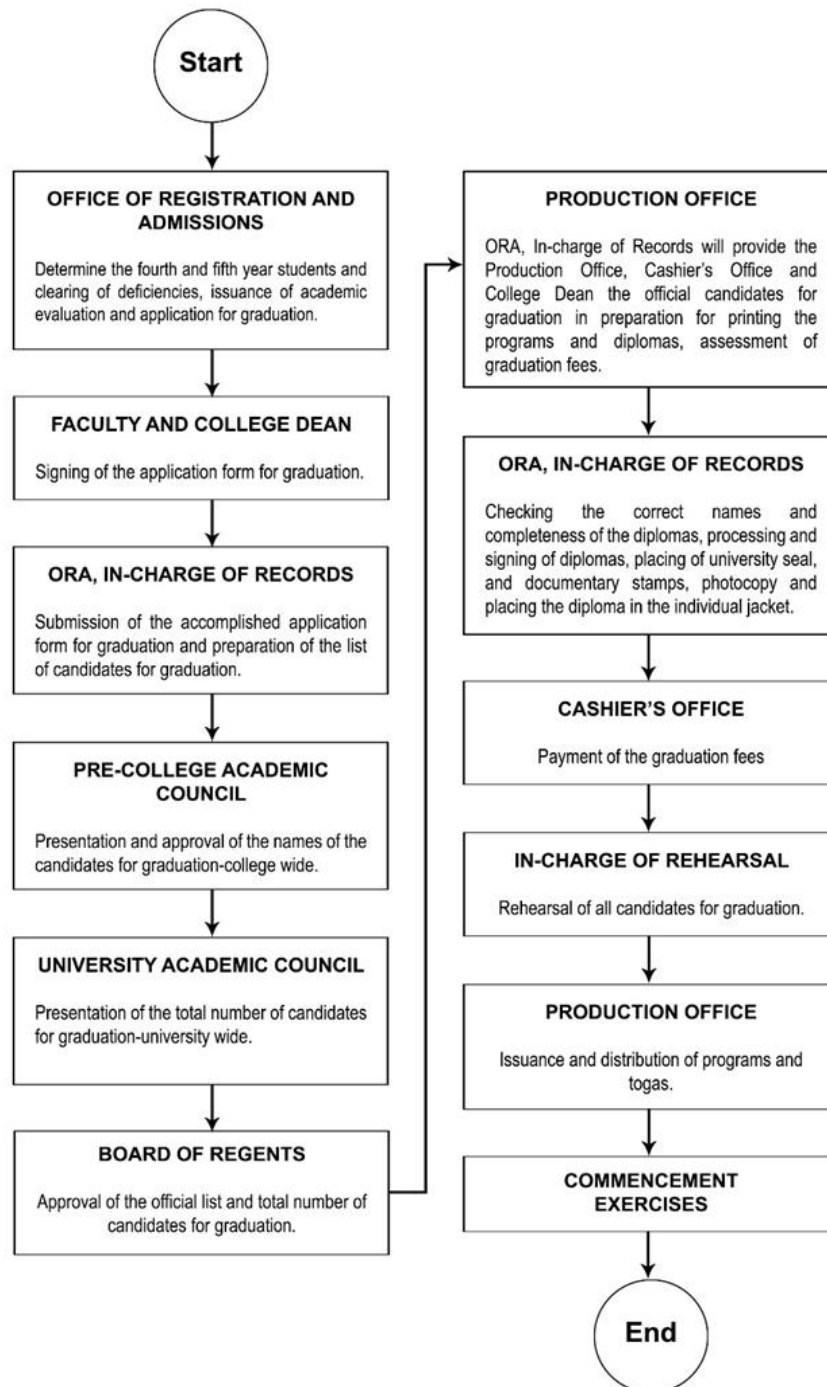 Start
OFFICE OF REGISTRATION AND
ADMISSIONS
Determine the fourth and fifth year students and
clearing of deficiencies, issuance of academic
evaluation and application for graduation.
FACULTY AND COLLEGE DEAN
Signing of the application form for graduation.
ORA, IN-CHARGE OF RECORDS
Submission of the accomplished application
form for graduation and preparation of the list
of candidates for graduation.
PRE-COLLEGE ACADEMIC
COUNCIL
Presentation and approval of the names of the
candidates for graduation-college wide.
UNIVERSITY ACADEMIC COUNCIL
Presentation of the total number of candidates
for graduation-university wide.
BOARD OF REGENTS
Approval of the official list and total number of
candidates for graduation.
PRODUCTION OFFICE
ORA, In-charge of Records will provide the
Production Office, Cashier's Office and
College Dean the official candidates for
graduation in preparation for printing the
programs and diplomas, assessment of
graduation fees.
ORA, IN-CHARGE OF RECORDS
Checking the correct names and
completeness of the diplomas, processing and
signing of diplomas, placing of university seal,
and documentary stamps, photocopy and
placing the diploma in the individual jacket.
CASHIER'S OFFICE
Payment of the graduation fees
IN-CHARGE OF REHEARSAL
Rehearsal of all candidates for graduation.
PRODUCTION OFFICE
Issuance and distribution of programs and
togas.
COMMENCEMENT
EXERCISES
End